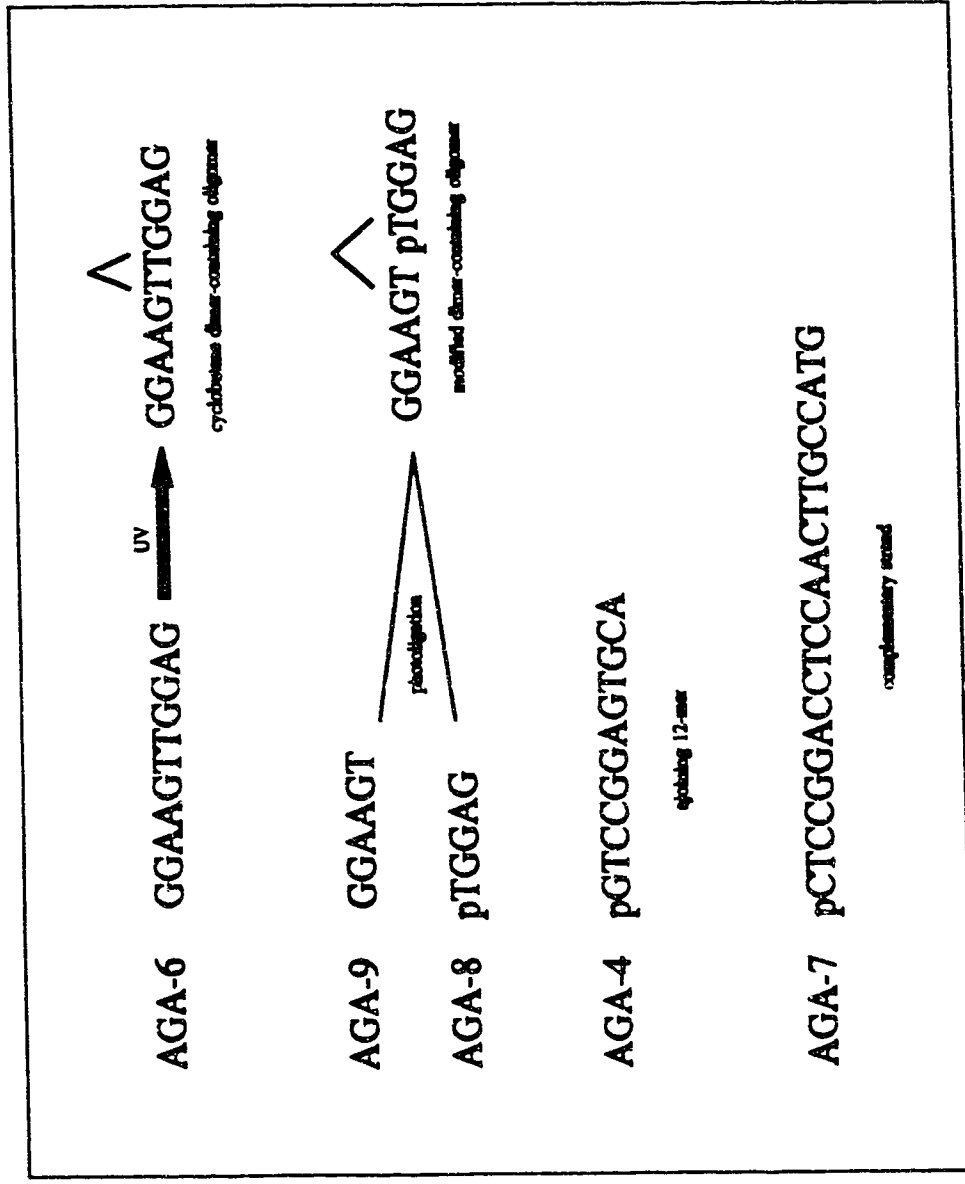 AGA-6 GGAAGTTGGAG UV GGAAGTTGGAG
cyclobutane dimer-containing oligomer
AGA-9 GGAAGT
photoligation
GGAAGT pTGGAG
AGA-8 pTGGAG
modified dimer-containing oligomer
AGA-4 pGTCCGGAGTGCA
12-mer
AGA-7 pCTCCGGACCTCCAACTTGCCATG
complementary strand